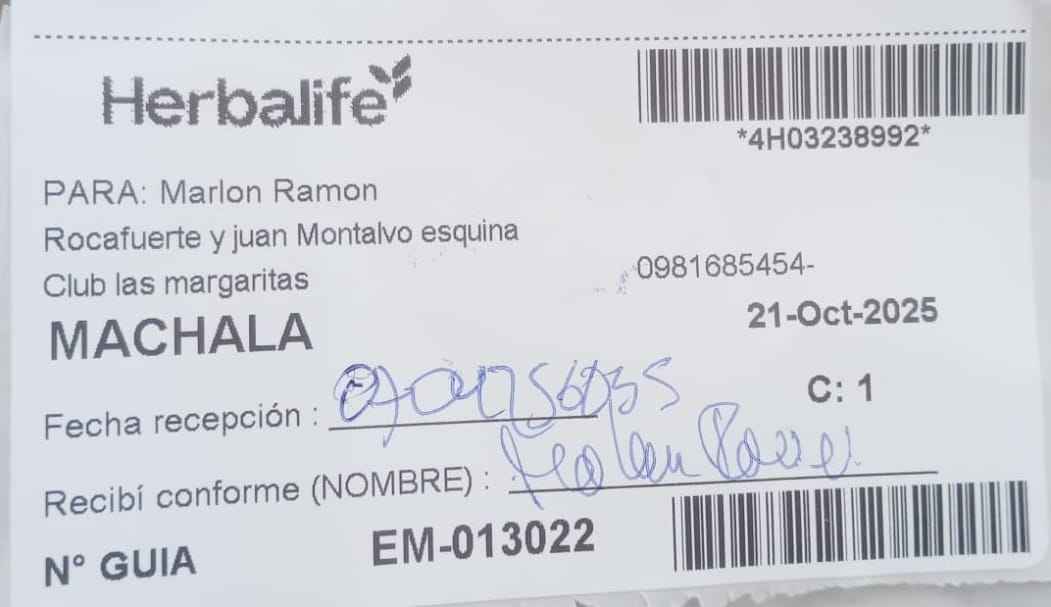 Herbalife
*4H03238992*
PARA: Marlon Ramon
Rocafuerte y juan Montalvo esquina
Club las margaritas
0981685454-
MACHALA
21-Oct-2025
Fecha recepción :
C: 1
Recibí conforme (NOMBRE) :
N° GUIA EM-013022